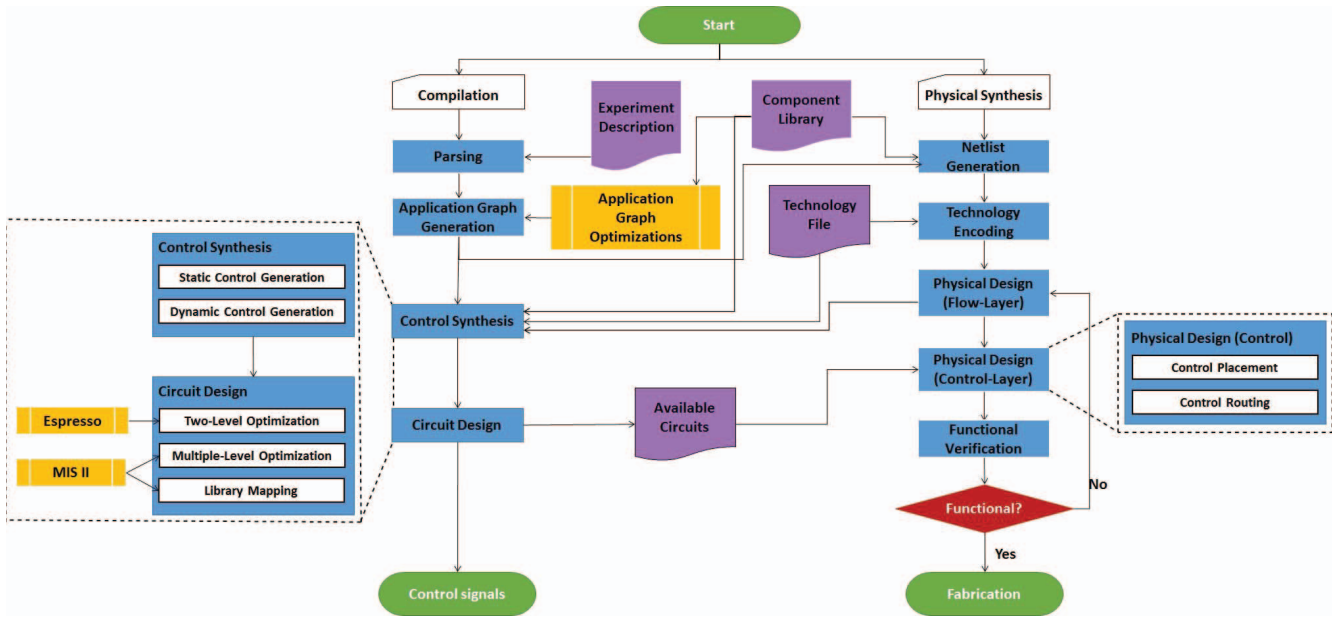 Start
Compilation
Experiment
Description
Component
Library
Physical Synthesis
Parsing
Netlist
Generation
Application Graph
Generation
Application
Graph
Optimizations
Technology
File
Technology
Encoding
Control Synthesis
Static Control Generation
Dynamic Control Generation
Control Synthesis
Physical Design
(Flow-Layer)
Physical Design
(Control-Layer)
Physical Design (Control)
Control Placement
Control Routing
Circuit Design
Two-Level Optimization
Multiple-Level Optimization
Library Mapping
Espresso
MIS II
Circuit Design
Available
Circuits
Functional
Verification
Functional?
No
Yes
Control signals
Fabrication